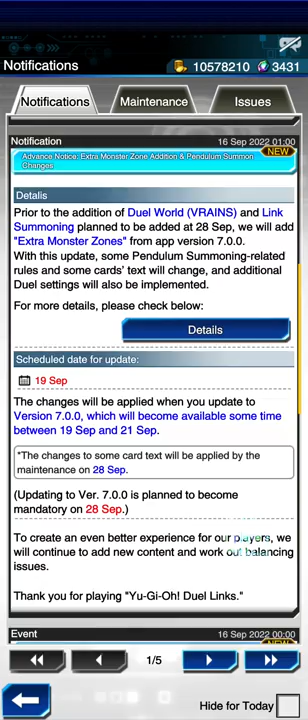 Notifications
10578210
3431
Notifications
Maintenance
Issues
Notification
16 Sep 2022 01:00
NEW
Advance Notice: Extra Monster Zone Addition & Pendulum Summon
Changes
Details
Prior to the addition of Duel World (VRAINS) and Link
Summoning planned to be added at 28 Sep, we will add
"Extra Monster Zones" from app version 7.0.0.
With this update, some Pendulum Summoning-related
rules and some cards' text will change, and additional
Duel settings will also be implemented.
For more details, please check below:
Details
Scheduled date for update:
19 Sep
The changes will be applied when you update to
Version 7.0.0, which will become available some time
between 19 Sep and 21 Sep.
*The changes to some card text will be applied by the
maintenance on 28 Sep.
(Updating to Ver. 7.0.0 is planned to become
mandatory on 28 Sep.)
To create an even better experience for our players, we
will continue to add new content and work out balancing
issues.
Thank you for playing "Yu-Gi-Oh! Duel Links."
Event
16 Sep 2022 00:00
NEW
1/5
Hide for Today